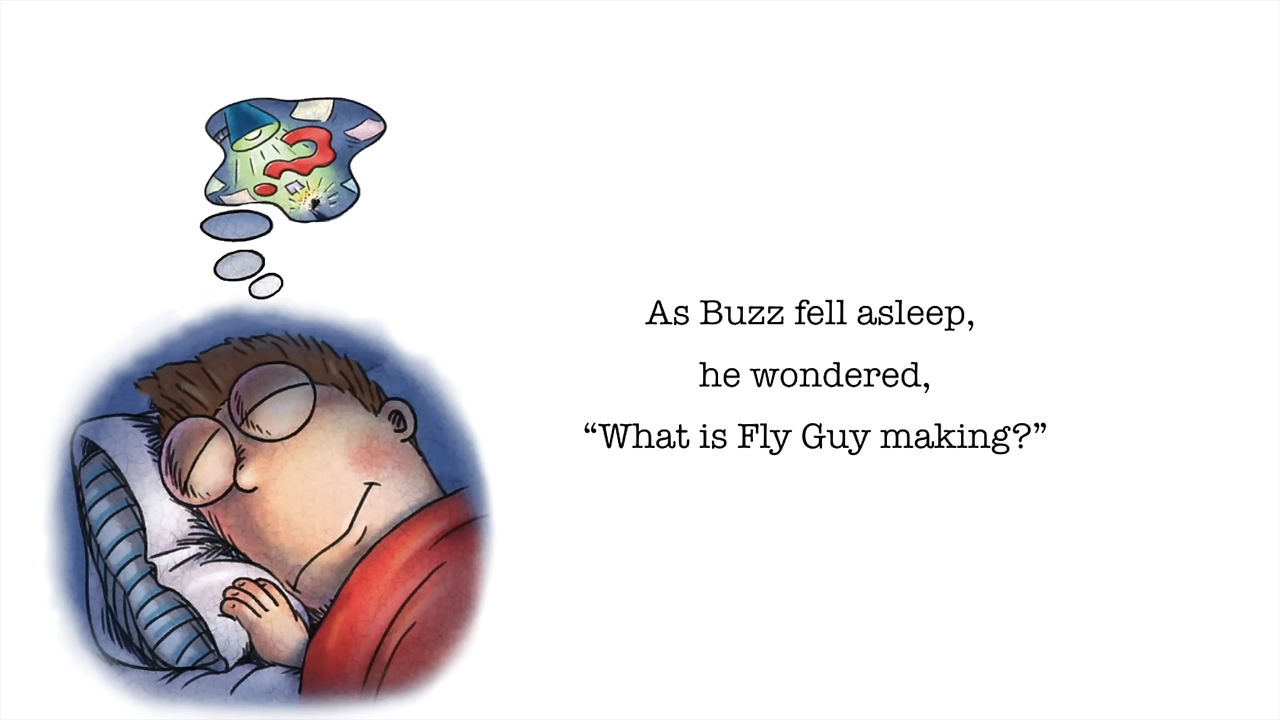 As Buzz fell asleep,
he wondered,
“What is Fly Guy making?”